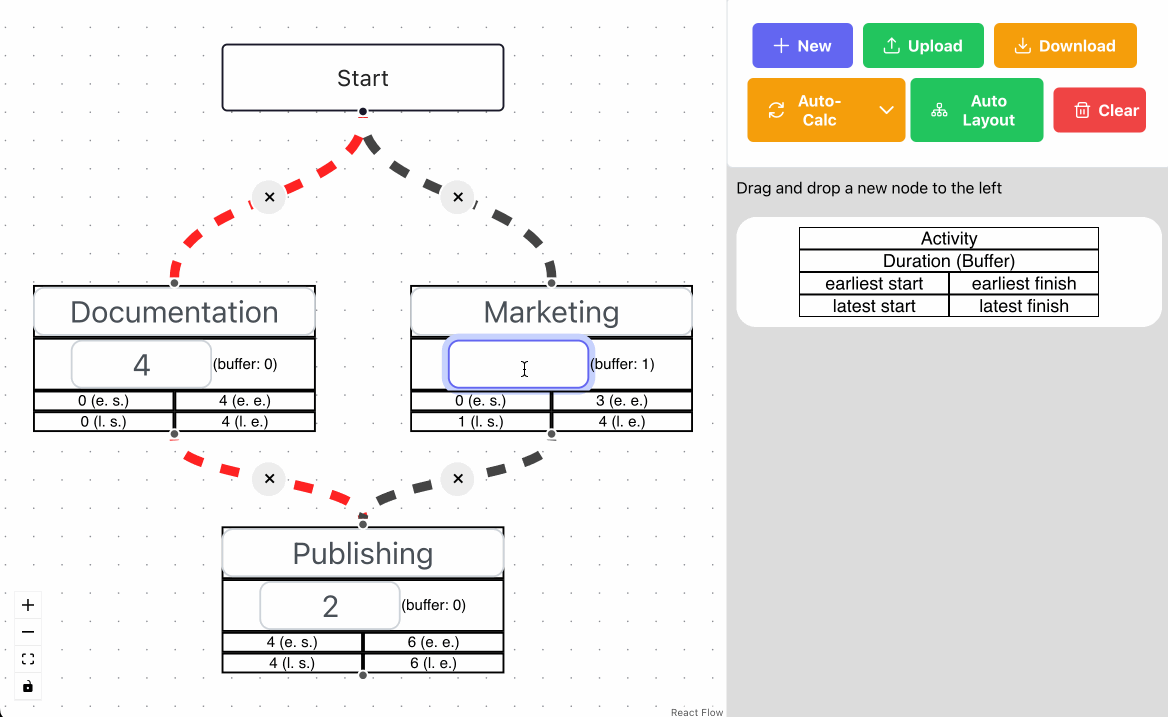 Start
Documentation
4 (buffer: 0)
0 (e. s.) 4 (e. e.)
0 (l. s.) 4 (l. e.)
Marketing
(buffer: 1)
0 (e. s.) 3 (e. e.)
1 (l. s.) 4 (l. e.)
Publishing
2 (buffer: 0)
4 (e. s.) 6 (e. e.)
4 (l. s.) 6 (l. e.)
React Flow
New Upload Download
Auto-
Calc
Auto
Layout
Clear
Drag and drop a new node to the left
Activity
Duration (Buffer)
earliest start earliest finish
latest start latest finish